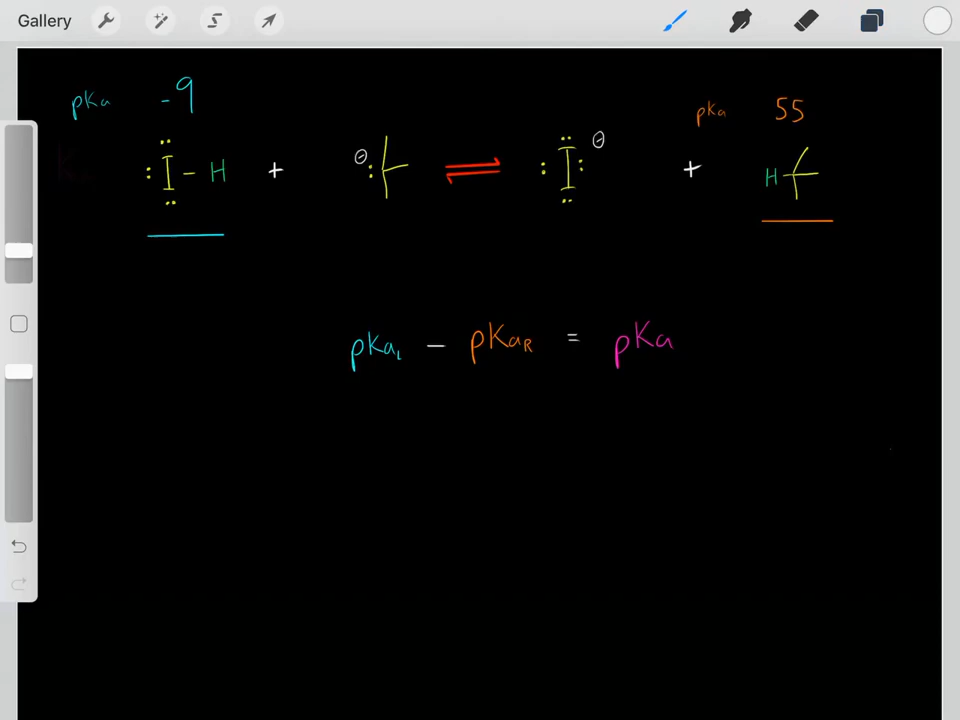 Gallery
pKa -9
pKa 55
:I-H + ⊖: ⇌ :I: ⊖ + H
pKaL - pKaR = pKa